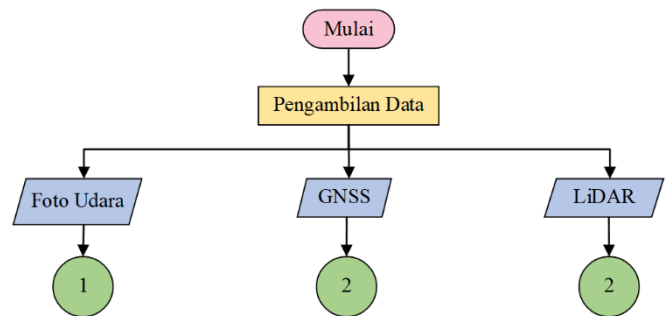 Mulai
Pengambilan Data
Foto Udara
GNSS
LiDAR
1
2
2